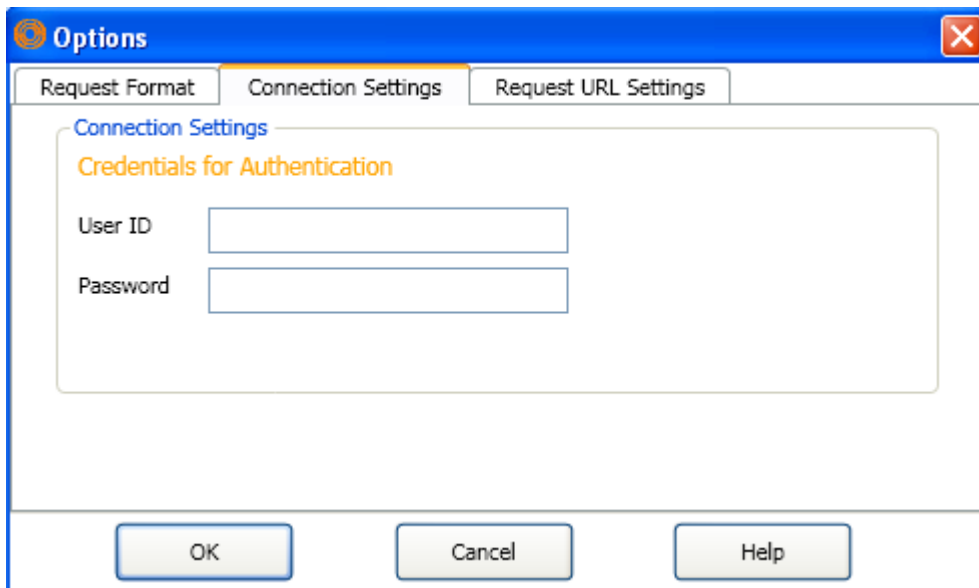 Options
Request Format Connection Settings Request URL Settings
Connection Settings
Credentials for Authentication
User ID
Password
OK Cancel Help